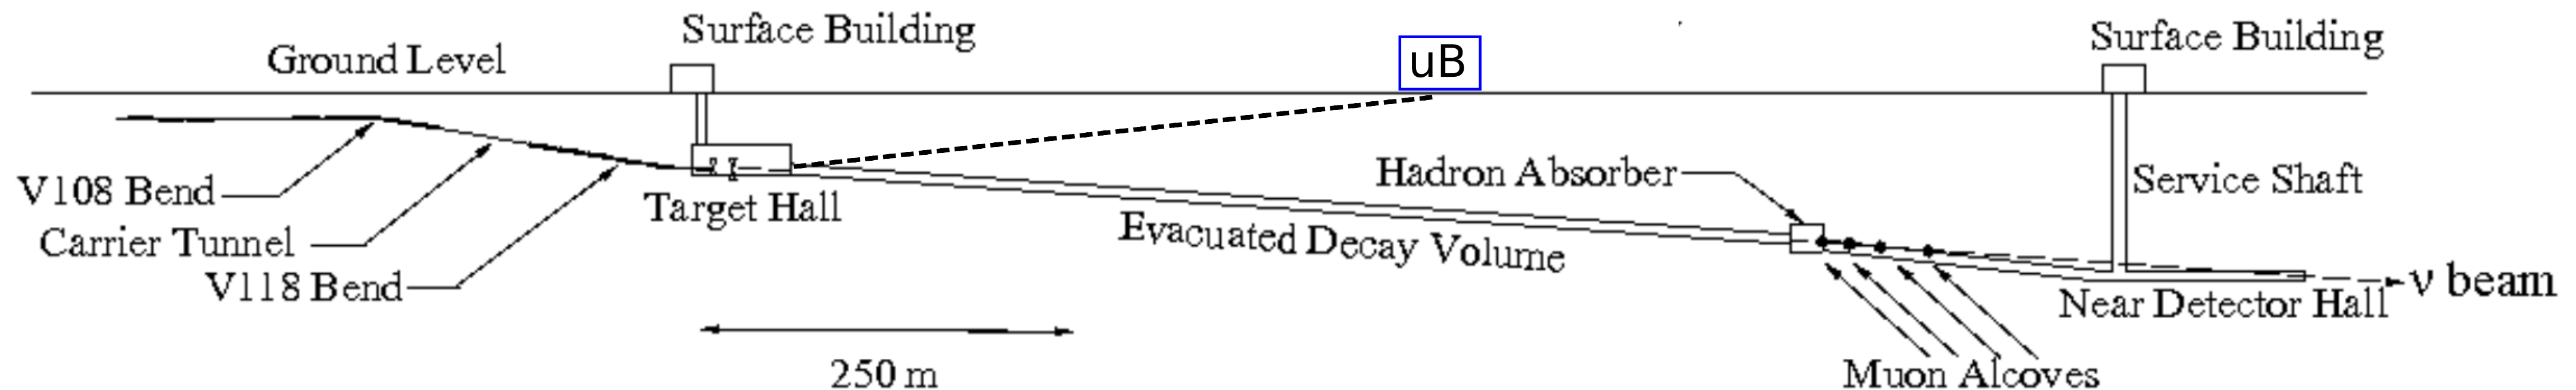 Surface Building
Ground Level
uB
Surface Building
V108 Bend
Carrier Tunnel
V118 Bend
Target Hall
Evacuated Decay Volume
Hadron Absorber
Service Shaft
ν beam
Near Detector Hall
Muon Alcoves
250 m